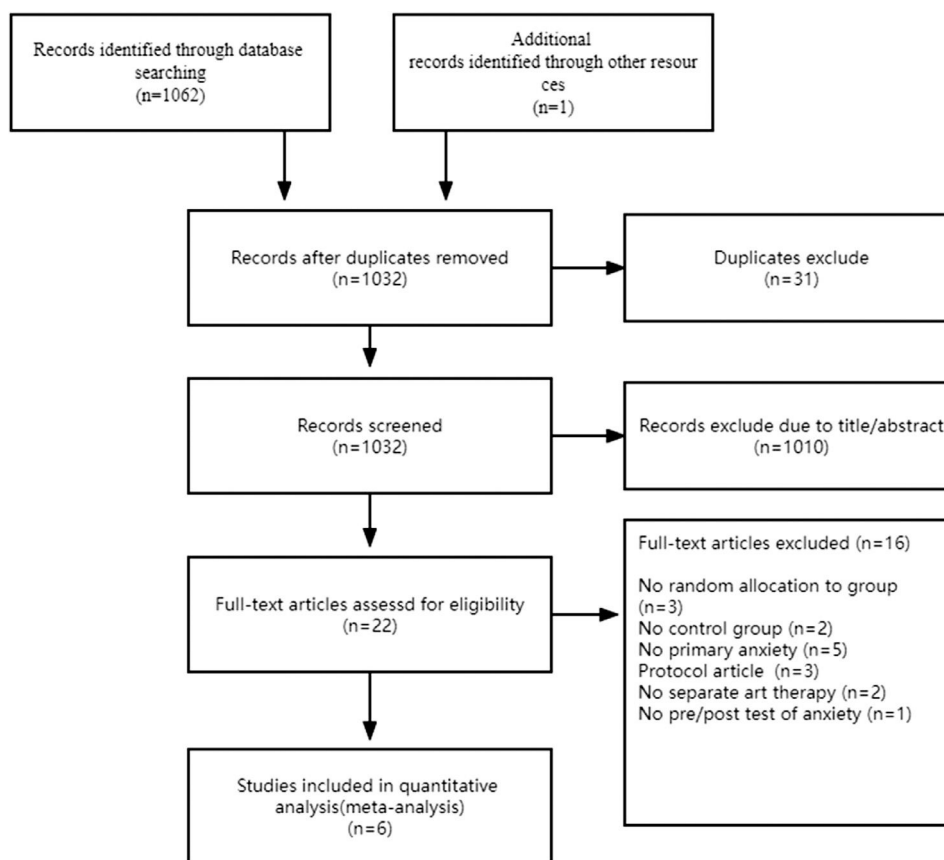 Records identified through database
searching
(n=1062)
Additional
records identified through other resour
ces
(n=1)
Records after duplicates removed
(n=1032)
Duplicates exclude
(n=31)
Records screened
(n=1032)
Records exclude due to title/abstract
(n=1010)
Full-text articles assessd for eligibility
(n=22)
Full-text articles excluded (n=16)
No random allocation to group
(n=3)
No control group (n=2)
No primary anxiety (n=5)
Protocol article (n=3)
No separate art therapy (n=2)
No pre/post test of anxiety (n=1)
Studies included in quantitative
analysis(meta-analysis)
(n=6)